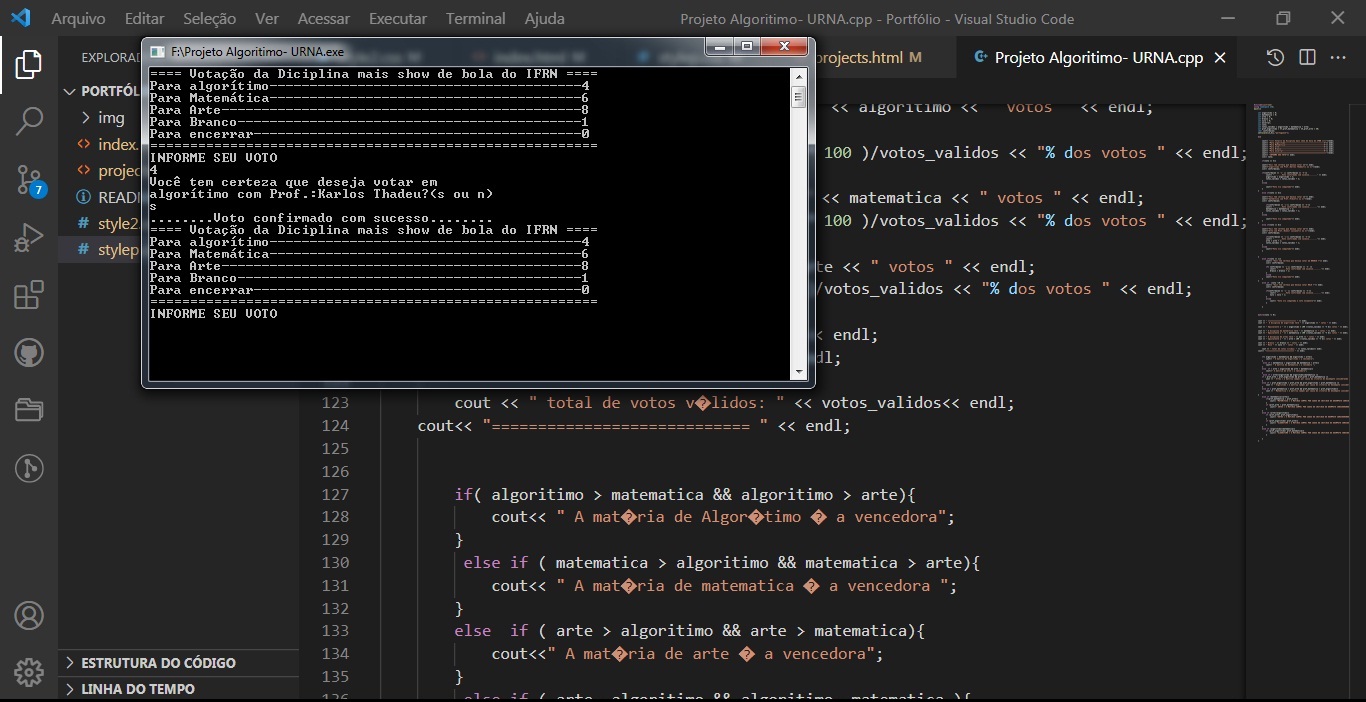 Arquivo Editar Seleção Ver Acessar Executar Terminal Ajuda
Projeto Algoritimo- URNA.cpp - Portfólio - Visual Studio Code
EXPLORA
PORTFÓL
img
index.
projec
READI
style2.
stylep
7
ESTRUTURA DO CÓDIGO
LINHA DO TEMPO
projects.html M
Projeto Algoritimo- URNA.cpp
F:\Projeto Algoritimo- URNA.exe
==== Votação da Diciplina mais show de bola do IFRN ====
Para algorítimo---------------------------------------4
Para Matemática---------------------------------------6
Para Arte---------------------------------------------8
Para Branco-------------------------------------------1
Para encerrar-----------------------------------------0
========================================================
INFORME SEU VOTO
4
Você tem certeza que deseja votar em
algorítimo com Prof.:Karlos Thadeu?(s ou n)
s
........Voto confirmado com sucesso........
==== Votação da Diciplina mais show de bola do IFRN ====
Para algorítimo---------------------------------------4
Para Matemática---------------------------------------6
Para Arte---------------------------------------------8
Para Branco-------------------------------------------1
Para encerrar-----------------------------------------0
========================================================
INFORME SEU VOTO
<< algoritimo << " votos " << endl;
100 )/votos_validos << "% dos votos " << endl;
<< matematica << " votos " << endl;
100 )/votos_validos << "% dos votos " << endl;
te << " votos " << endl;
/votos_validos << "% dos votos " << endl;
< endl;
dl;
123 cout << " total de votos v�lidos: " << votos_validos<< endl;
124 cout<< "============================ " << endl;
125
126
127 if( algoritimo > matematica && algoritimo > arte){
128 cout<< " A mat�ria de Algor�timo � a vencedora";
129 }
130 else if ( matematica > algoritimo && matematica > arte){
131 cout<< " A mat�ria de matematica � a vencedora ";
132 }
133 else if ( arte > algoritimo && arte > matematica){
134 cout<<" A mat�ria de arte � a vencedora";
135 }
136 else if ( arte